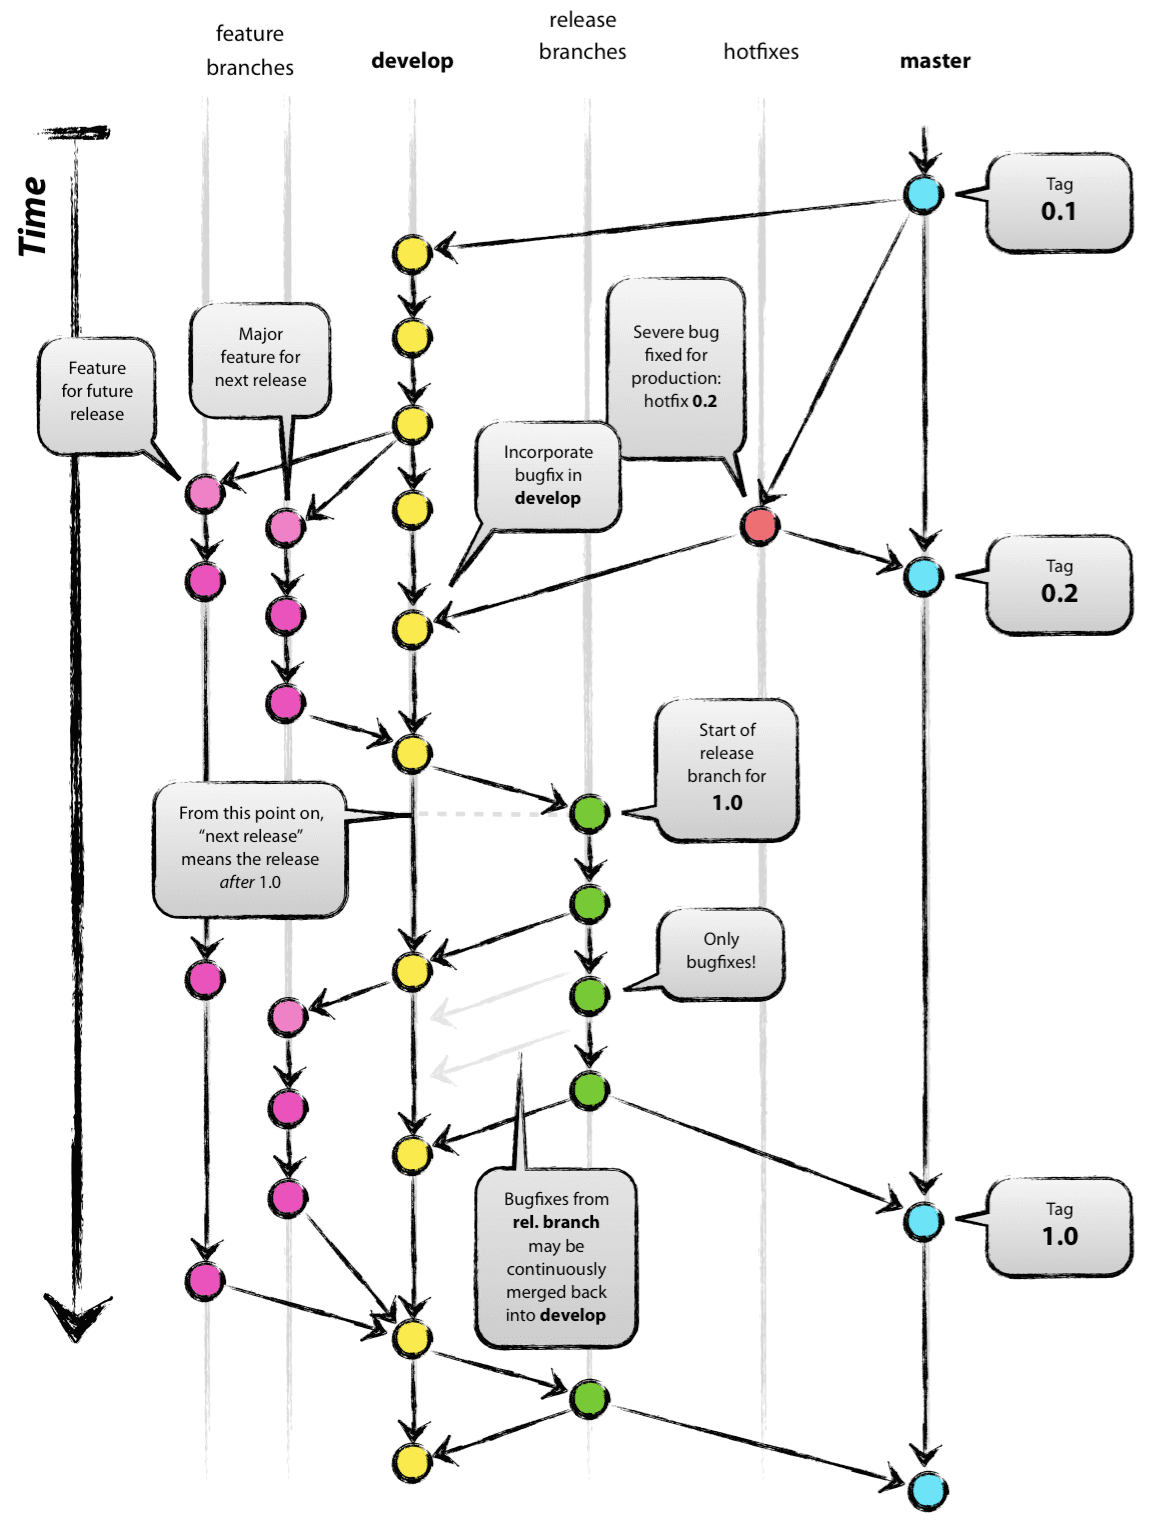 feature
branches
develop
release
branches
hotfixes
master
Time
Tag
0.1
Major
feature for
next release
Feature
for future
release
Severe bug
fixed for
production:
hotfix 0.2
Incorporate
bugfix in
develop
Tag
0.2
Start of
release
branch for
1.0
From this point on,
“next release”
means the release
after 1.0
Only
bugfixes!
Bugfixes from
rel. branch
may be
continuously
merged back
into develop
Tag
1.0